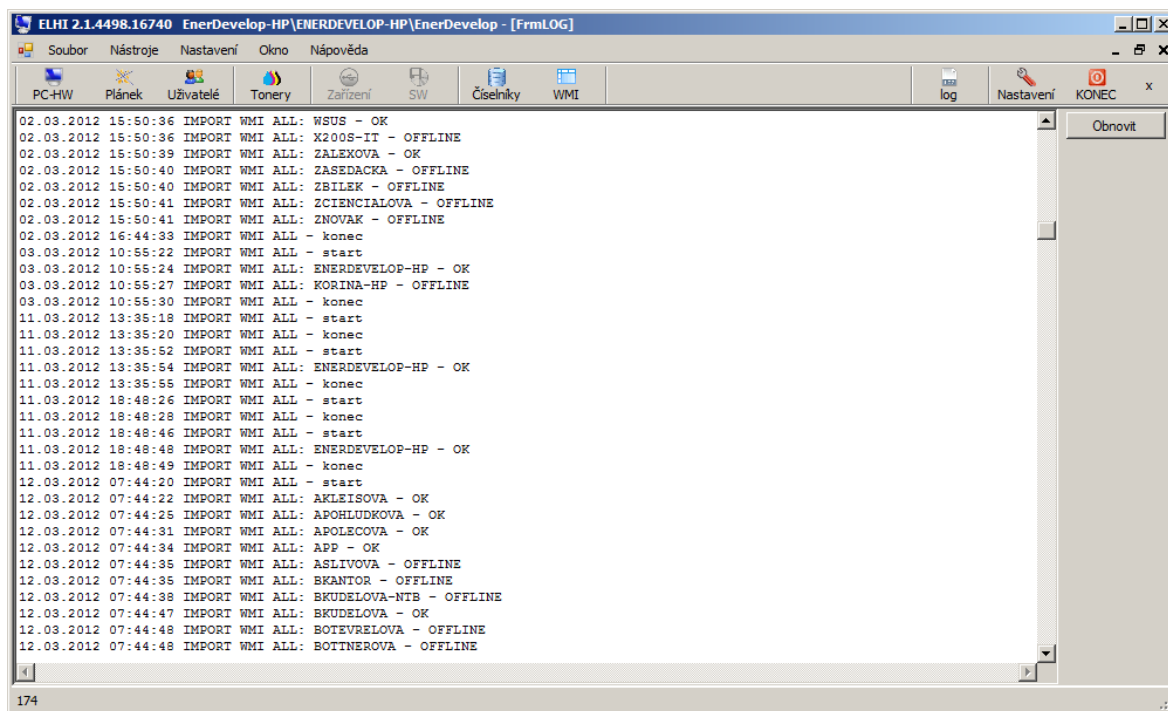 ELHI 2.1.4498.16740 EnerDevelop-HP\ENERDEVELOP-HP\EnerDevelop - [FrmLOG]
Soubor Nástroje Nastavení Okno Nápověda
PC-HW Plánek Uživatelé Tonery Zařízení SW Číselníky WMI log Nastavení KONEC x
Obnovit
02.03.2012 15:50:36 IMPORT WMI ALL: WSUS - OK
02.03.2012 15:50:36 IMPORT WMI ALL: X200S-IT - OFFLINE
02.03.2012 15:50:39 IMPORT WMI ALL: ZALEXOVA - OK
02.03.2012 15:50:40 IMPORT WMI ALL: ZASEDACKA - OFFLINE
02.03.2012 15:50:40 IMPORT WMI ALL: ZBILEK - OFFLINE
02.03.2012 15:50:41 IMPORT WMI ALL: ZCIENCIALOVA - OFFLINE
02.03.2012 15:50:41 IMPORT WMI ALL: ZNOVAK - OFFLINE
02.03.2012 16:44:33 IMPORT WMI ALL - konec
03.03.2012 10:55:22 IMPORT WMI ALL - start
03.03.2012 10:55:24 IMPORT WMI ALL: ENERDEVELOP-HP - OK
03.03.2012 10:55:27 IMPORT WMI ALL: KORINA-HP - OFFLINE
03.03.2012 10:55:30 IMPORT WMI ALL - konec
11.03.2012 13:35:18 IMPORT WMI ALL - start
11.03.2012 13:35:20 IMPORT WMI ALL - konec
11.03.2012 13:35:52 IMPORT WMI ALL - start
11.03.2012 13:35:54 IMPORT WMI ALL: ENERDEVELOP-HP - OK
11.03.2012 13:35:55 IMPORT WMI ALL - konec
11.03.2012 18:48:26 IMPORT WMI ALL - start
11.03.2012 18:48:28 IMPORT WMI ALL - konec
11.03.2012 18:48:46 IMPORT WMI ALL - start
11.03.2012 18:48:48 IMPORT WMI ALL: ENERDEVELOP-HP - OK
11.03.2012 18:48:49 IMPORT WMI ALL - konec
12.03.2012 07:44:20 IMPORT WMI ALL - start
12.03.2012 07:44:22 IMPORT WMI ALL: AKLEISOVA - OK
12.03.2012 07:44:25 IMPORT WMI ALL: APOHLUDKOVA - OK
12.03.2012 07:44:31 IMPORT WMI ALL: APOLECOVA - OK
12.03.2012 07:44:34 IMPORT WMI ALL: APP - OK
12.03.2012 07:44:35 IMPORT WMI ALL: ASLIVOVA - OFFLINE
12.03.2012 07:44:35 IMPORT WMI ALL: BKANTOR - OFFLINE
12.03.2012 07:44:38 IMPORT WMI ALL: BKUDELOVA-NTB - OFFLINE
12.03.2012 07:44:47 IMPORT WMI ALL: BKUDELOVA - OK
12.03.2012 07:44:48 IMPORT WMI ALL: BOTEVRELOVA - OFFLINE
12.03.2012 07:44:48 IMPORT WMI ALL: BOTTNEROVA - OFFLINE
174